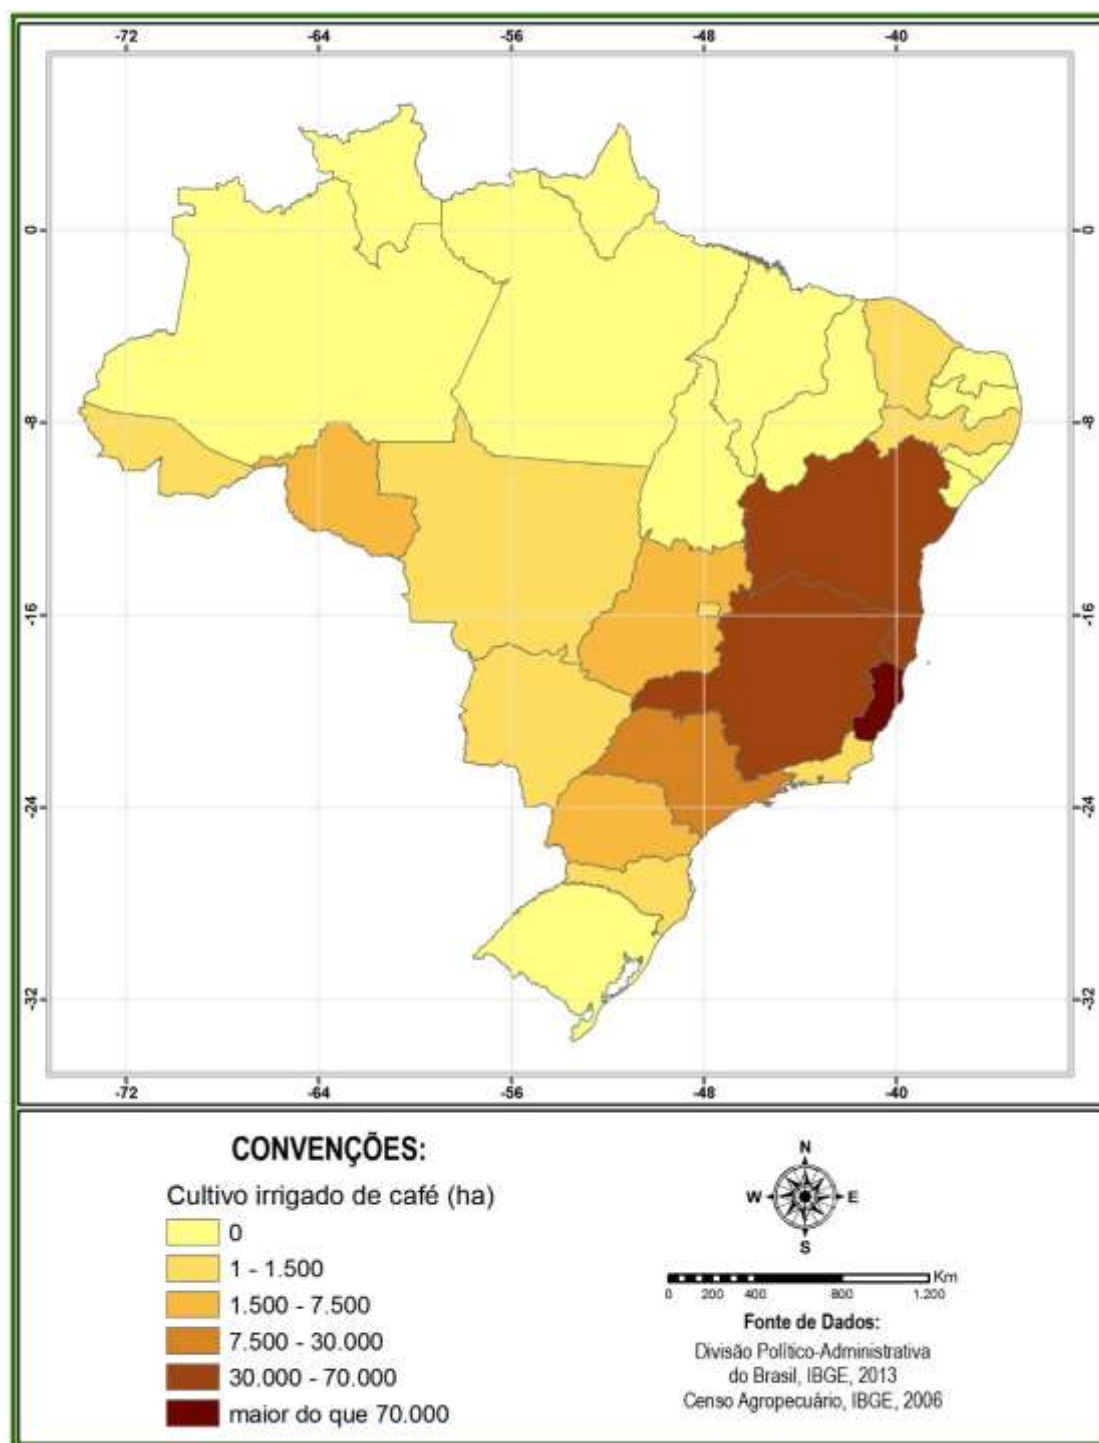 -72 -64 -56 -48 -40
0 0
-8 -8
-16 -16
-24 -24
-32 -32
-72 -64 -56 -48 -40
CONVENÇÕES:
Cultivo irrigado de café (ha)
0
1 - 1.500
1.500 - 7.500
7.500 - 30.000
30.000 - 70.000
maior do que 70.000
N
W E
S
Km
0 200 400 800 1.200
Fonte de Dados:
Divisão Político-Administrativa
do Brasil, IBGE, 2013
Censo Agropecuário, IBGE, 2006